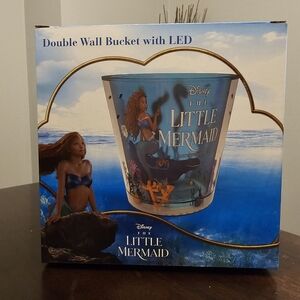 Double Wall Bucket with LED
Disney
THE
LITTLE
MERMAID
Disney
THE
LITTLE
MERMAID